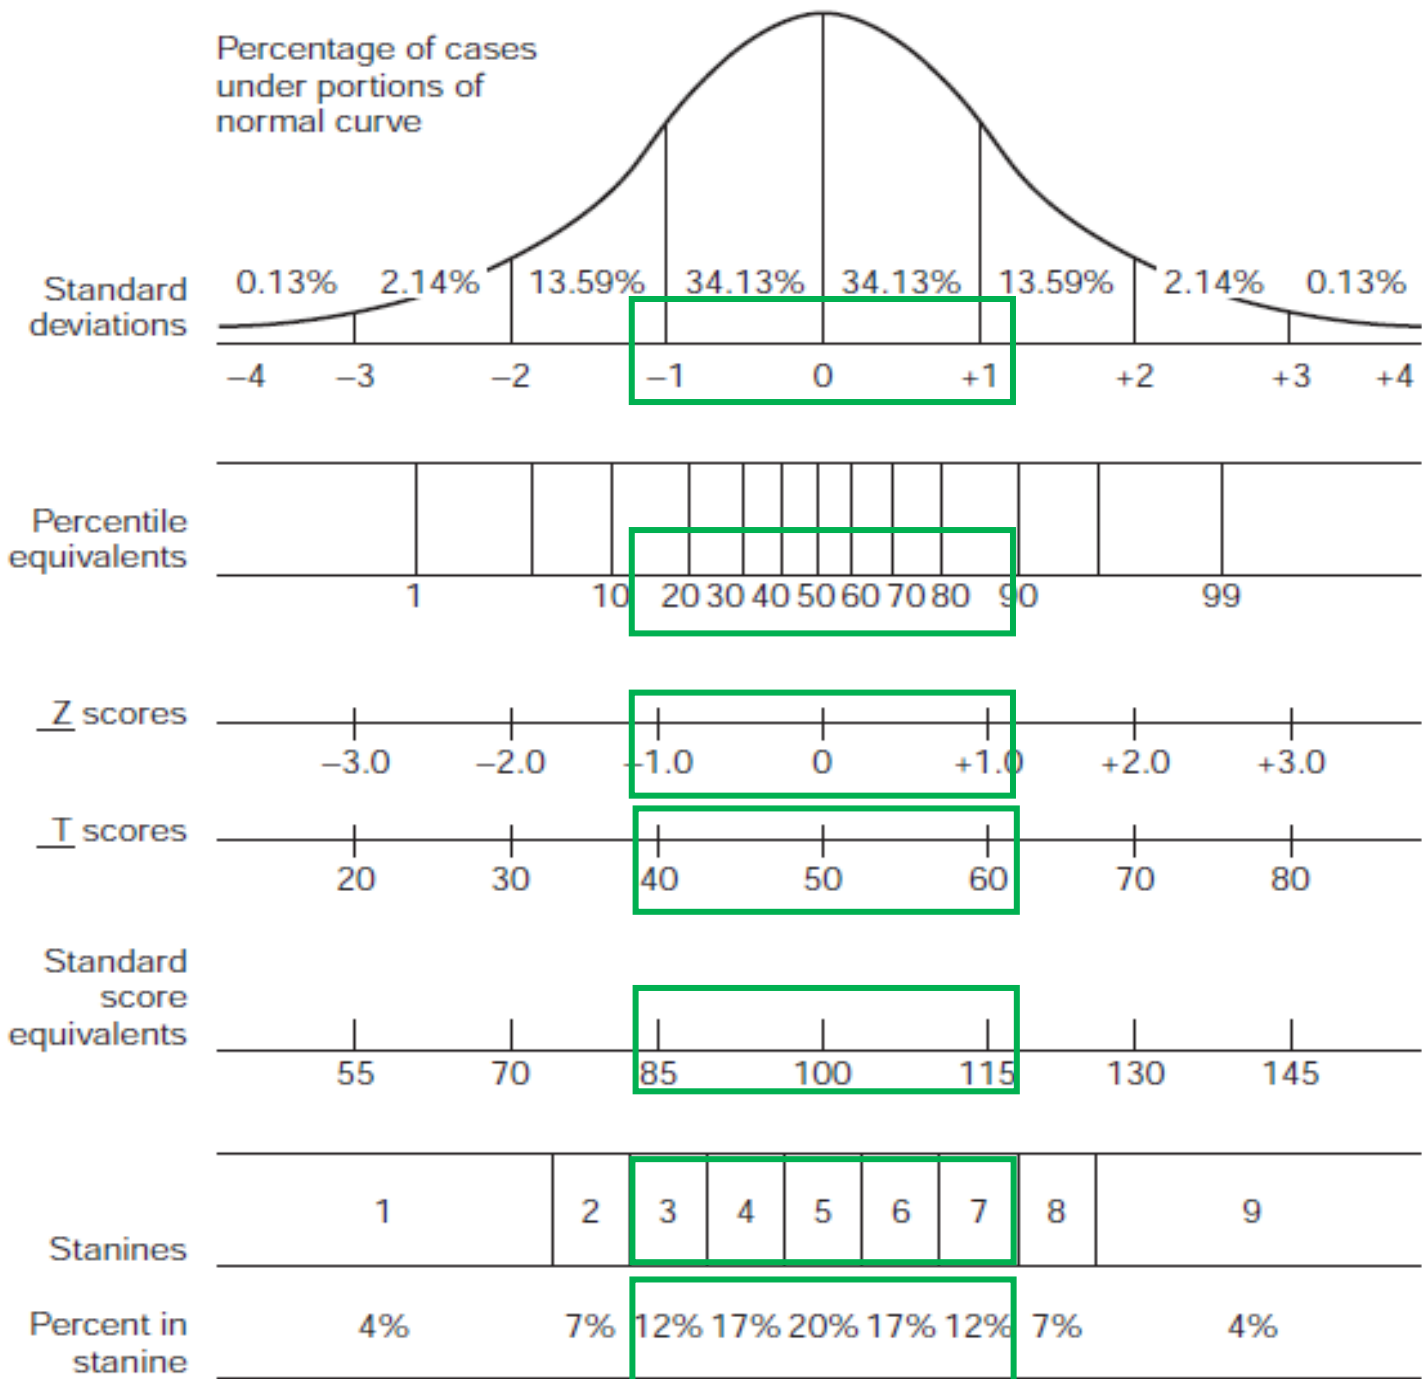 Percentage of cases
under portions of
normal curve
0.13% 2.14% 13.59% 34.13% 34.13% 13.59% 2.14% 0.13%
Standard
deviations
–4 –3 –2 –1 0 +1 +2 +3 +4
Percentile
equivalents
1 10 20 30 40 50 60 70 80 90 99
Z scores
–3.0 –2.0 –1.0 0 +1.0 +2.0 +3.0
T scores
20 30 40 50 60 70 80
Standard
score
equivalents
55 70 85 100 115 130 145
1 2 3 4 5 6 7 8 9
Stanines
Percent in
stanine
4% 7% 12% 17% 20% 17% 12% 7% 4%